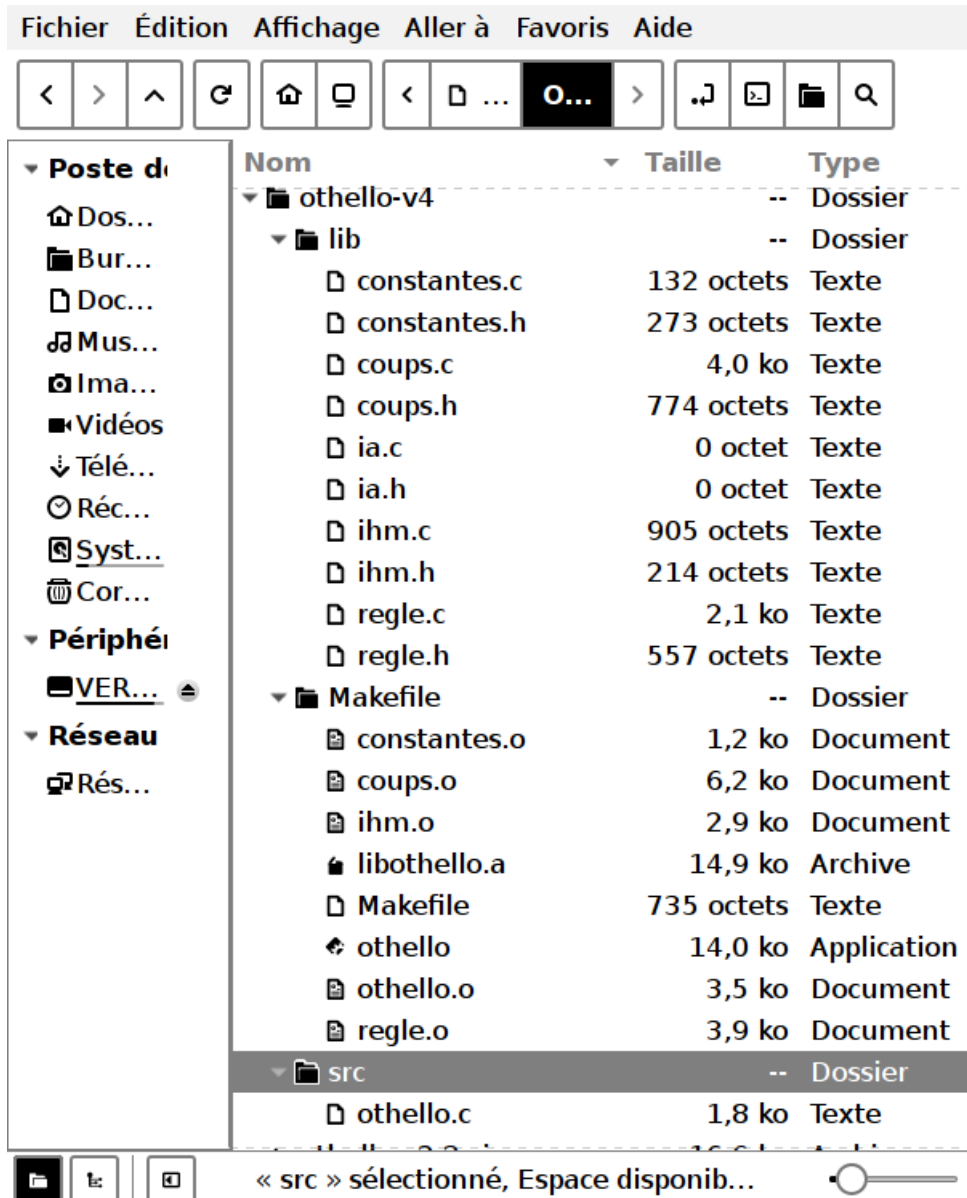 Fichier Édition Affichage Aller à Favoris Aide
... O...
Poste de
Dos...
Bur...
Doc...
Mus...
Ima...
Vidéos
Télé...
Réc...
Syst...
Cor...
Périphér
VER...
Réseau
Rés...
Nom Taille Type
othello-v4 -- Dossier
lib -- Dossier
constantes.c 132 octets Texte
constantes.h 273 octets Texte
coups.c 4,0 ko Texte
coups.h 774 octets Texte
ia.c 0 octet Texte
ia.h 0 octet Texte
ihm.c 905 octets Texte
ihm.h 214 octets Texte
regle.c 2,1 ko Texte
regle.h 557 octets Texte
Makefile -- Dossier
constantes.o 1,2 ko Document
coups.o 6,2 ko Document
ihm.o 2,9 ko Document
libothello.a 14,9 ko Archive
Makefile 735 octets Texte
othello 14,0 ko Application
othello.o 3,5 ko Document
regle.o 3,9 ko Document
src -- Dossier
othello.c 1,8 ko Texte
« src » sélectionné, Espace disponib...